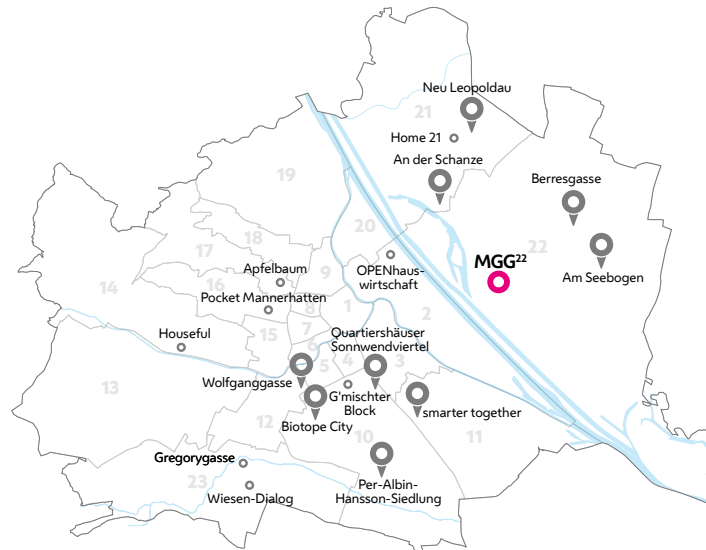 Neu Leopoldau
21
Home 21
An der Schanze
19
Berresgasse
20
22
17
18
MGG²²
Am Seebogen
9
OPENhaus-
wirtschaft
Apfelbaum
16
14
Pocket Mannerhatten
8
1
2
Houseful
15
7
Quartiershäuser
Sonnwendviertel
6
5
4
3
13
Wolfganggasse
G'mischter
Block
smarter together
12
Biotope City
10
11
Gregorygasse
23
Wiesen-Dialog
Per-Albin-
Hansson-Siedlung